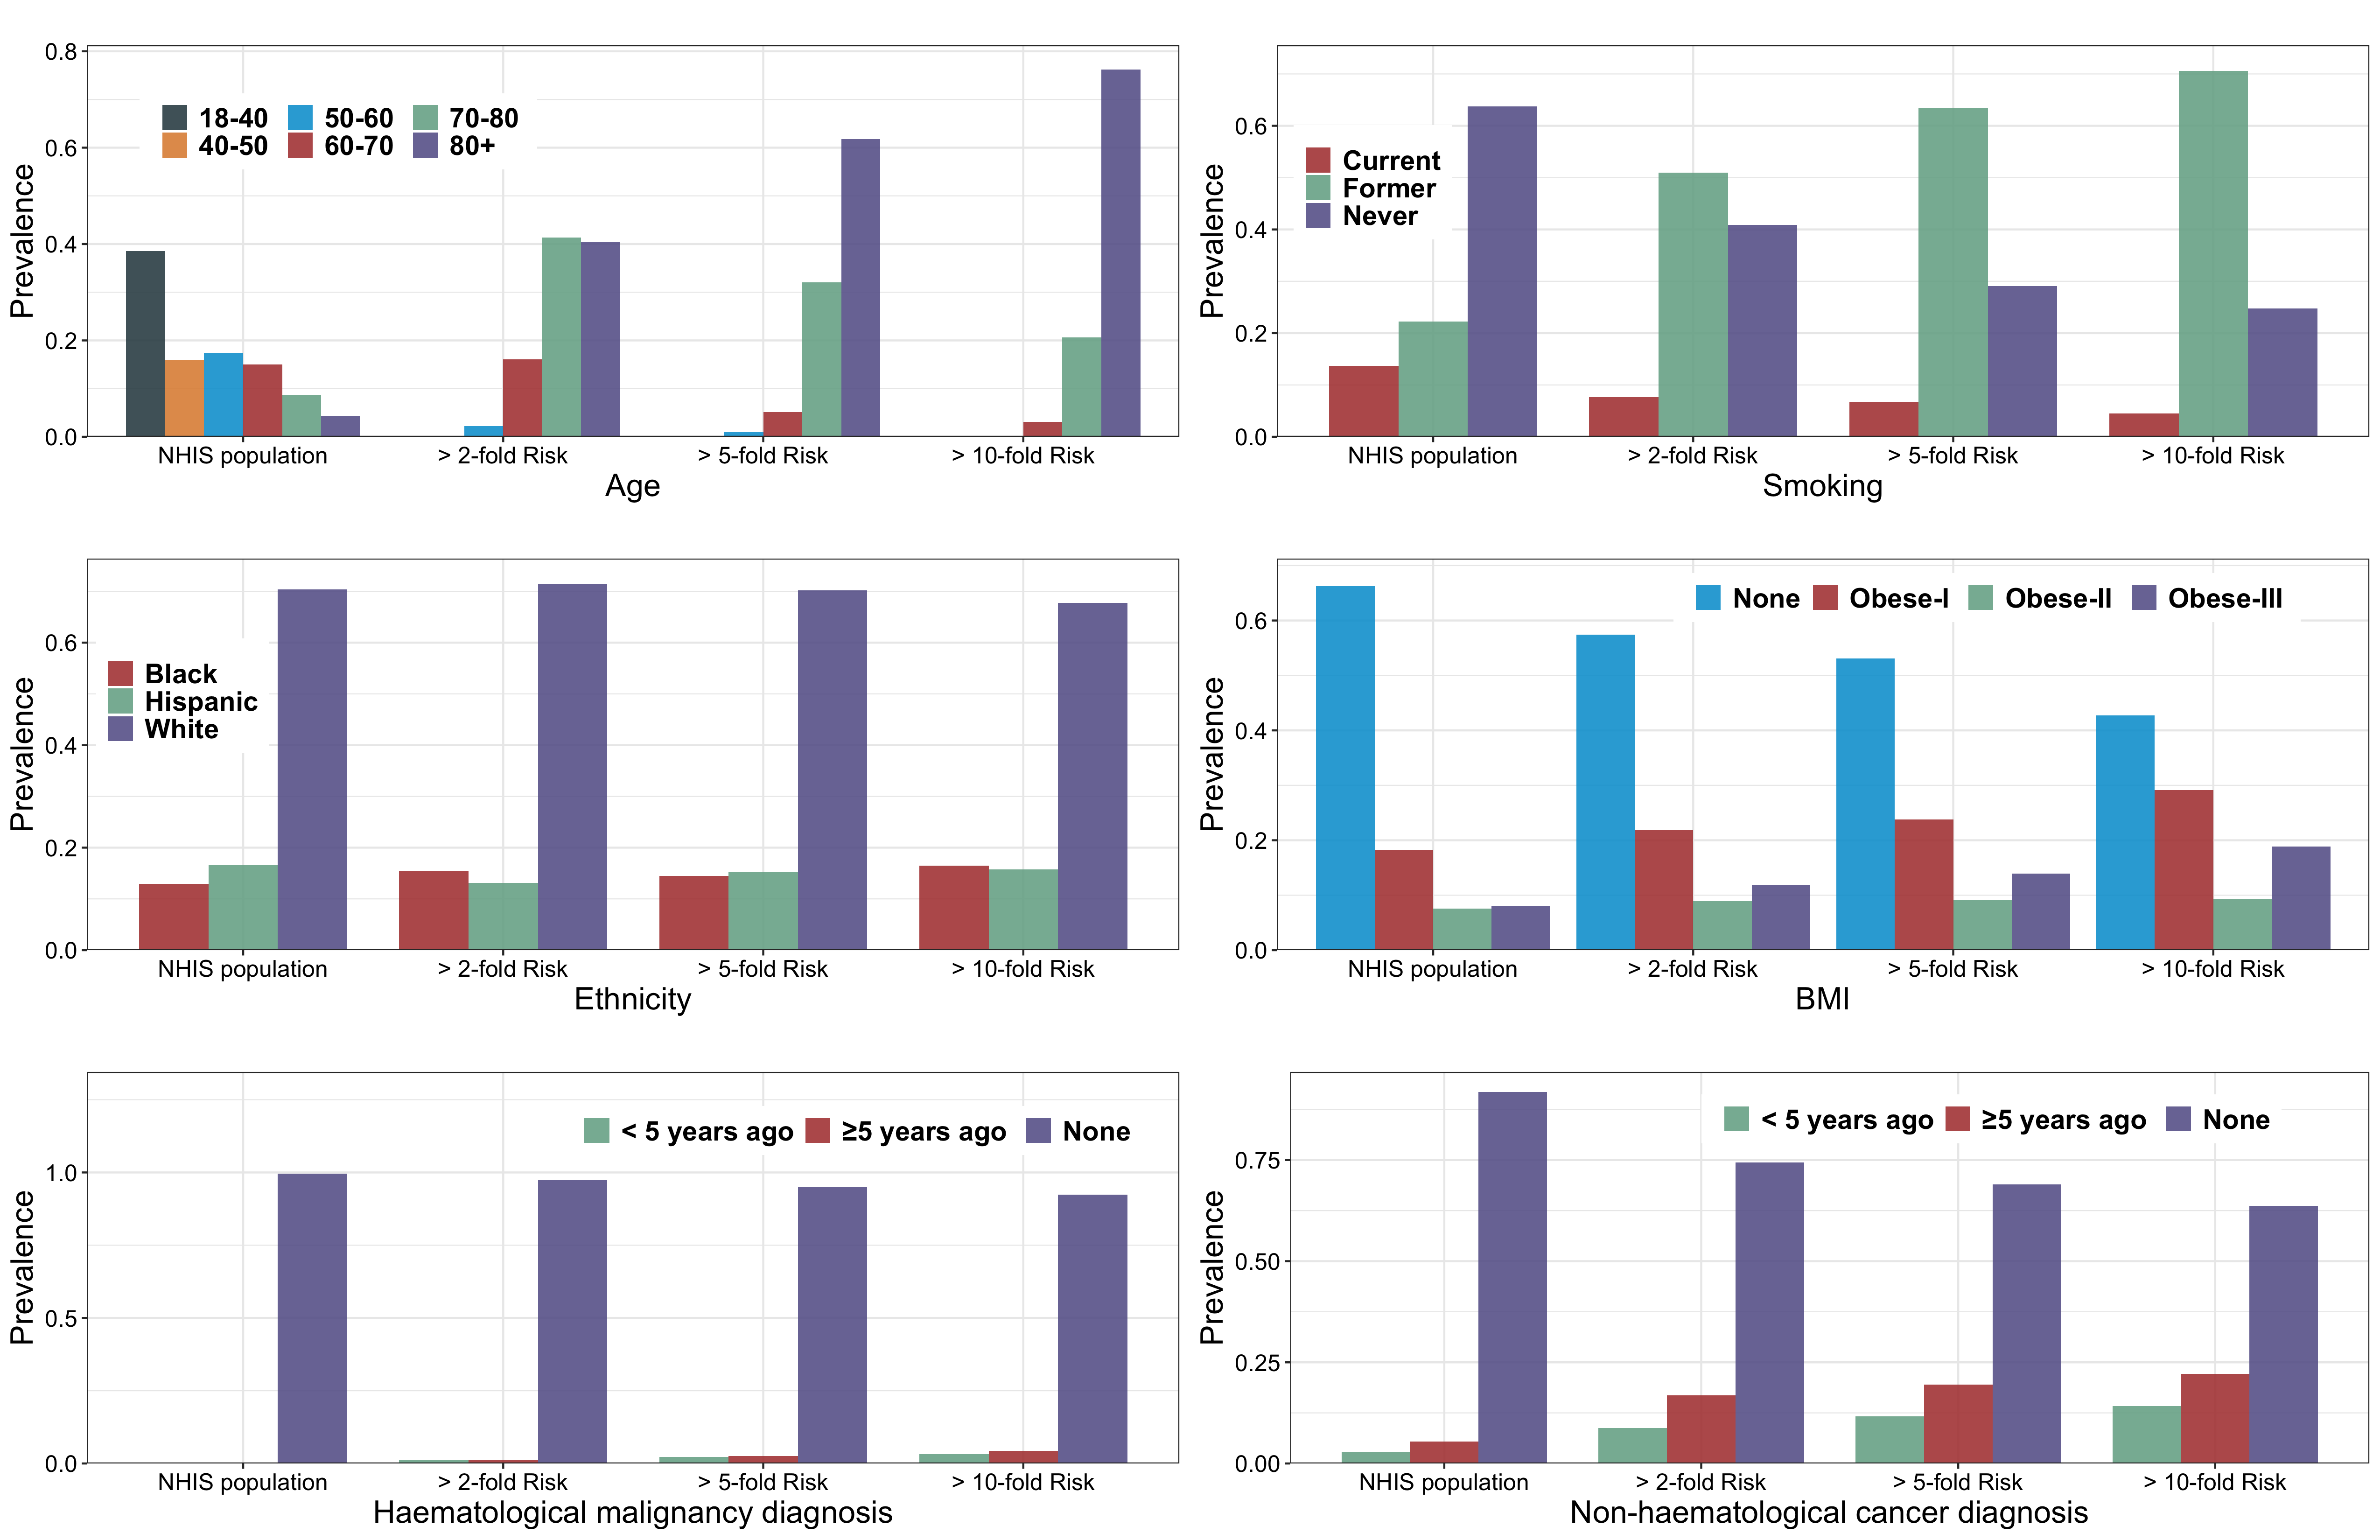 0.8
0.6
0.4
0.2
0.0
Prevalence
18-40 50-60 70-80
40-50 60-70 80+
NHIS population > 2-fold Risk > 5-fold Risk > 10-fold Risk
Age
0.6
0.4
0.2
0.0
Prevalence
Current
Former
Never
NHIS population > 2-fold Risk > 5-fold Risk > 10-fold Risk
Smoking
0.6
0.4
0.2
0.0
Prevalence
Black
Hispanic
White
NHIS population > 2-fold Risk > 5-fold Risk > 10-fold Risk
Ethnicity
0.6
0.4
0.2
0.0
Prevalence
None Obese-I Obese-II Obese-III
NHIS population > 2-fold Risk > 5-fold Risk > 10-fold Risk
BMI
1.0
0.5
0.0
Prevalence
< 5 years ago ≥5 years ago None
NHIS population > 2-fold Risk > 5-fold Risk > 10-fold Risk
Haematological malignancy diagnosis
0.75
0.50
0.25
0.00
Prevalence
< 5 years ago ≥5 years ago None
NHIS population > 2-fold Risk > 5-fold Risk > 10-fold Risk
Non-haematological cancer diagnosis